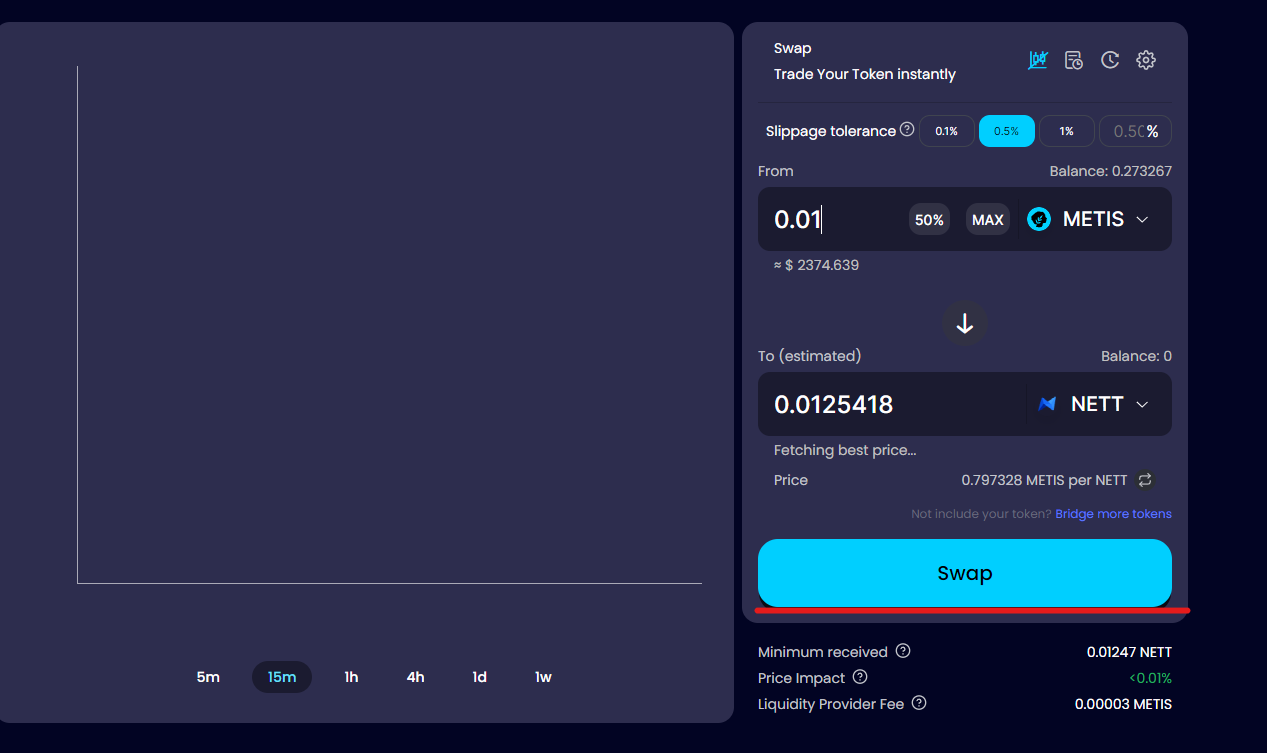 Swap
Trade Your Token instantly
Slippage tolerance ? 0.1% 0.5% 1% 0.50 %
From Balance: 0.273267
0.01 50% MAX METIS
≈ $ 2374.639
To (estimated) Balance: 0
0.0125418 NETT
Fetching best price...
Price 0.797328 METIS per NETT
Not include your token? Bridge more tokens
Swap
Minimum received ? 0.01247 NETT
Price Impact ? <0.01%
Liquidity Provider Fee ? 0.00003 METIS
5m 15m 1h 4h 1d 1w